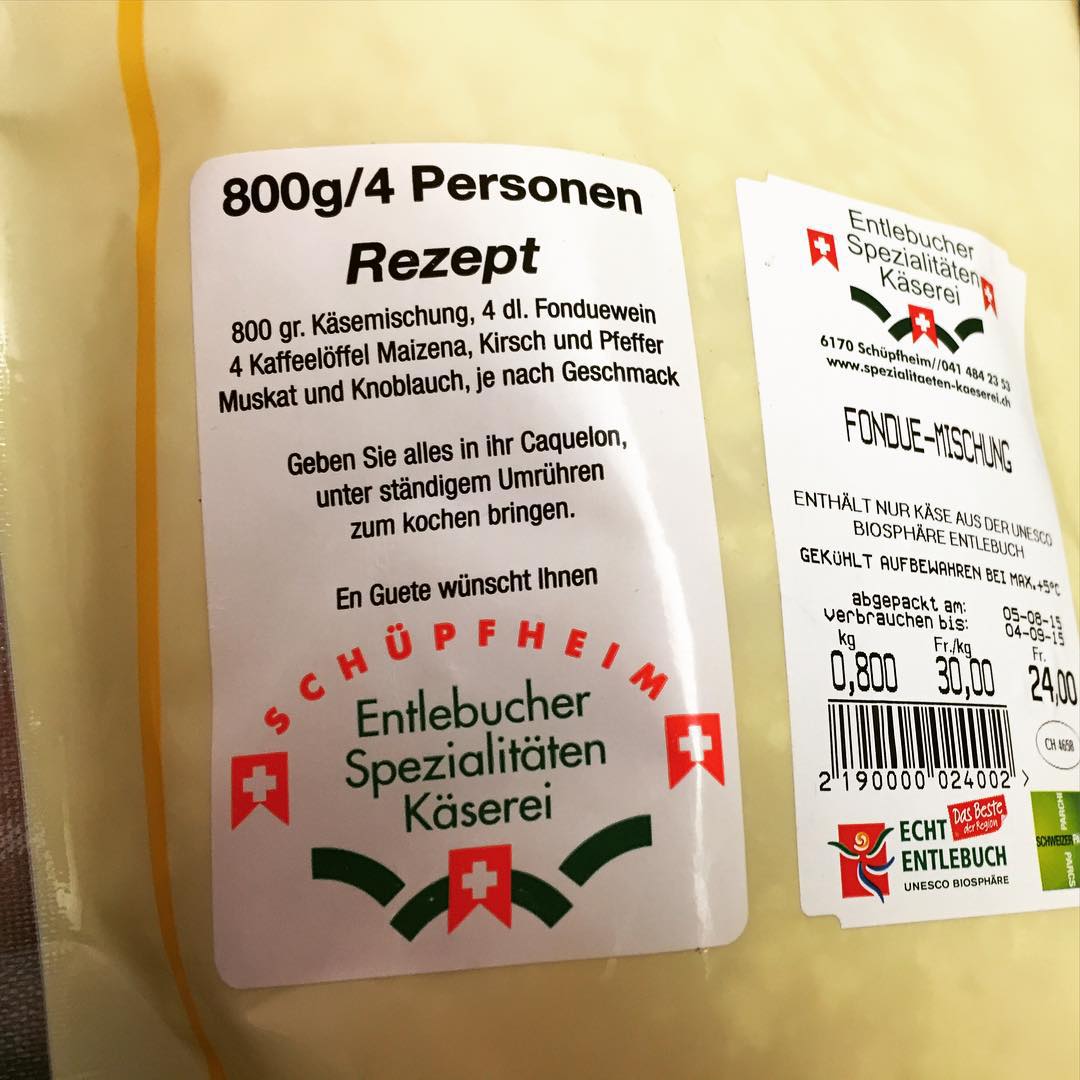 800g/4 Personen
Rezept
800 gr. Käsemischung, 4 dl. Fonduewein
4 Kaffeelöffel Maizena, Kirsch und Pfeffer
Muskat und Knoblauch, je nach Geschmack
Geben Sie alles in ihr Caquelon,
unter ständigem Umrühren
zum kochen bringen.
En Guete wünscht Ihnen
SCHÜPFHEIM
Entlebucher
Spezialitäten
Käserei
Entlebucher
Spezialitäten
Käserei
6170 Schüpfheim//041 484 23 53
www.spezialitaeten-kaeserei.ch
FONDUE-MISCHUNG
ENTHÄLT NUR KÄSE AUS DER UNESCO
BIOSPHÄRE ENTLEBUCH
GEKÜHLT AUFBEWAHREN BEI MAX.+5°C
abgepackt am: 05-08-15
verbrauchen bis: 04-09-15
kg Fr./kg Fr.
0,800 30,00 24,00
2 190000 024002 >
CH 4658
Das Beste
der Region
ECHT
ENTLEBUCH
UNESCO BIOSPHÄRE
PARCHI
SCHWEIZER
PARCS